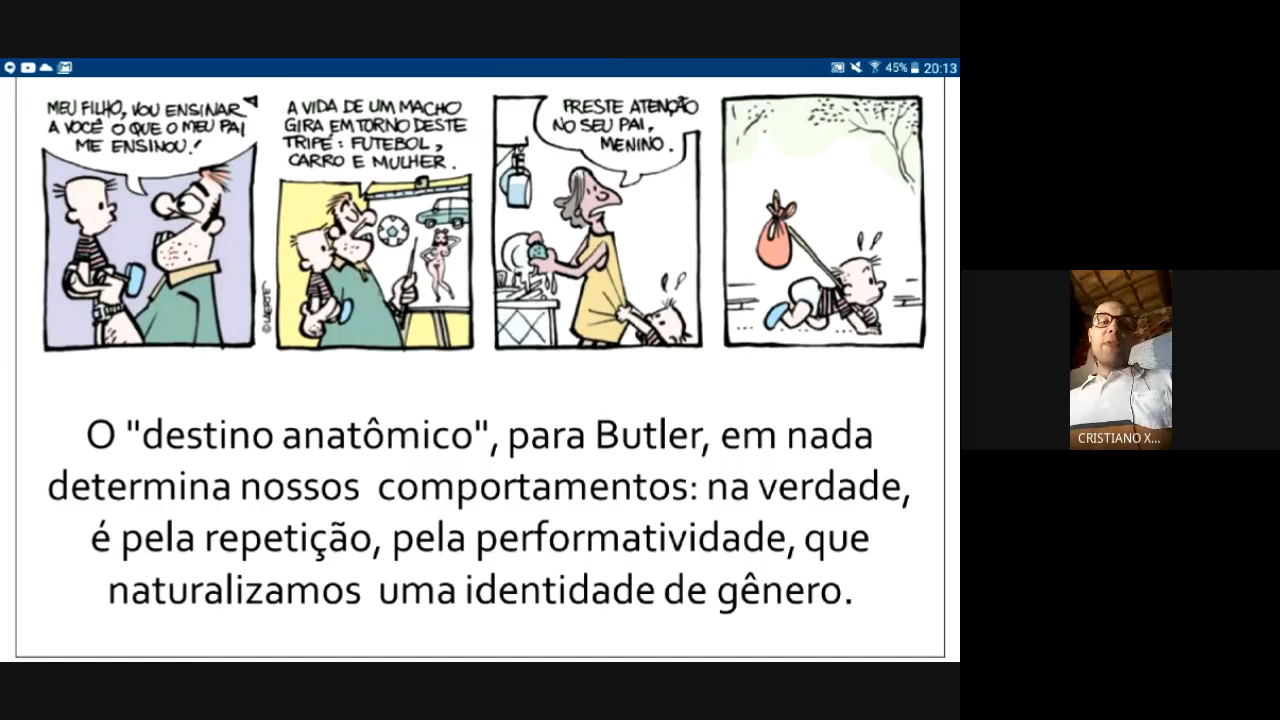 45% 20:13
MEU FILHO, VOU ENSINAR
A VOCÊ O QUE O MEU PAI
ME ENSINOU!
A VIDA DE UM MACHO
GIRA EM TORNO DESTE
TRIPÉ: FUTEBOL,
CARRO E MULHER.
PRESTE ATENÇÃO
NO SEU PAI,
MENINO.
©LAERTE
O "destino anatômico", para Butler, em nada
determina nossos comportamentos: na verdade,
é pela repetição, pela performatividade, que
naturalizamos uma identidade de gênero.
CRISTIANO X...